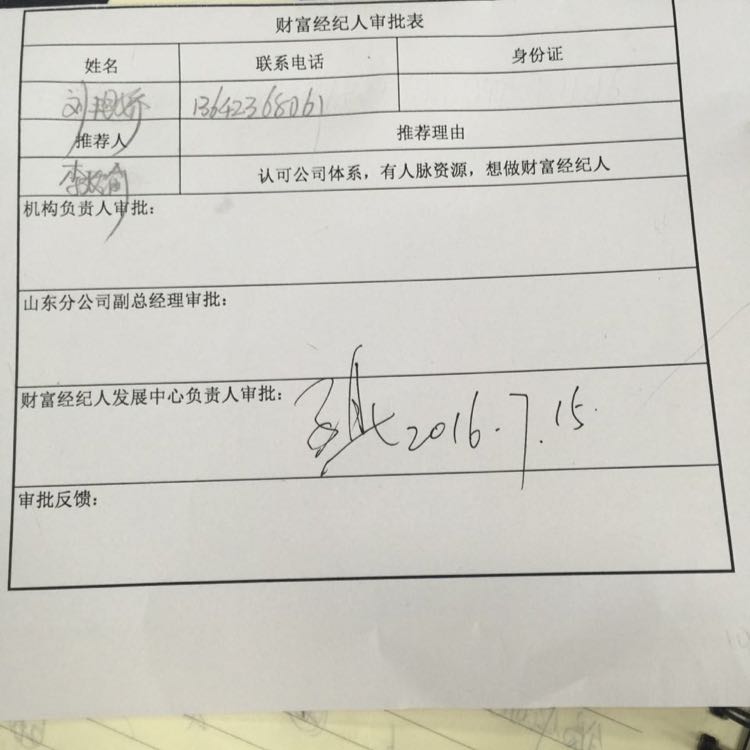 财富经纪人审批表
姓名 联系电话 身份证
刘艳娇 13642368061
推荐人 推荐理由
认可公司体系，有人脉资源，想做财富经纪人
机构负责人审批：
山东分公司副总经理审批：
财富经纪人发展中心负责人审批：
2016.7.15.
审批反馈：